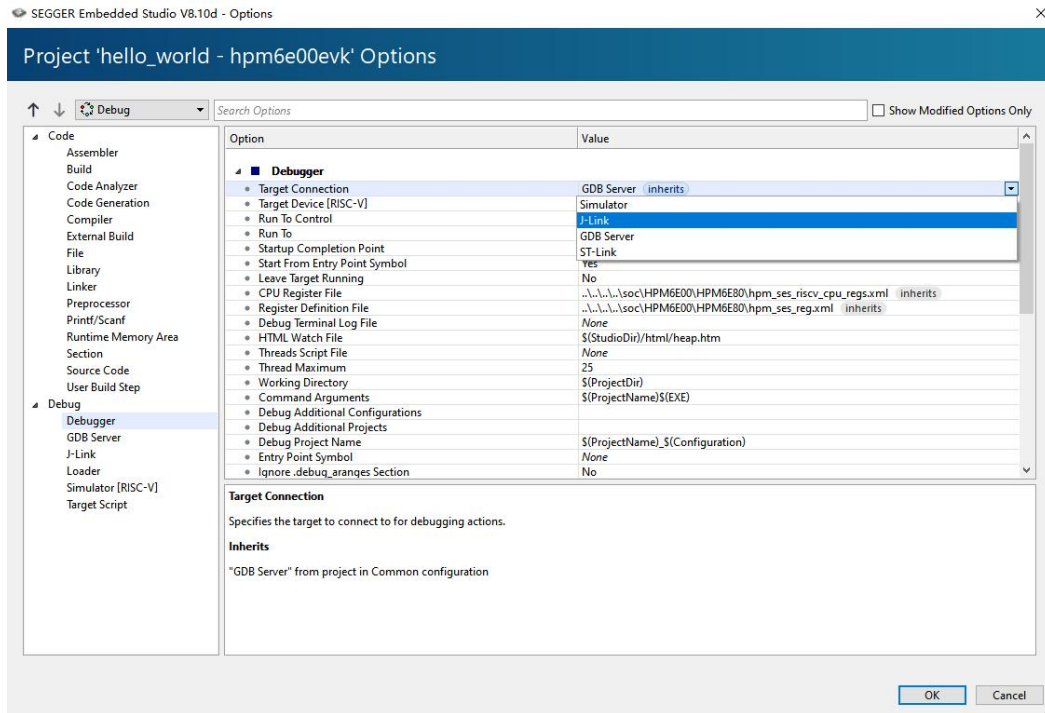 SEGGER Embedded Studio V8.10d - Options
Project 'hello_world - hpm6e00evk' Options
Debug
Search Options
Show Modified Options Only
Code
Assembler
Build
Code Analyzer
Code Generation
Compiler
External Build
File
Library
Linker
Preprocessor
Printf/Scanf
Runtime Memory Area
Section
Source Code
User Build Step
Debug
Debugger
GDB Server
J-Link
Loader
Simulator [RISC-V]
Target Script
Option Value
Debugger
Target Connection GDB Server inherits
Target Device [RISC-V] Simulator
Run To Control J-Link
Run To GDB Server
Startup Completion Point ST-Link
Start From Entry Point Symbol Yes
Leave Target Running No
CPU Register File ..\..\..\..\soc\HPM6E00\HPM6E80\hpm_ses_riscv_cpu_regs.xml inherits
Register Definition File ..\..\..\..\soc\HPM6E00\HPM6E80\hpm_ses_reg.xml inherits
Debug Terminal Log File None
HTML Watch File $(StudioDir)/html/heap.htm
Threads Script File None
Thread Maximum 25
Working Directory $(ProjectDir)
Command Arguments $(ProjectName)$(EXE)
Debug Additional Configurations
Debug Additional Projects
Debug Project Name $(ProjectName)_$(Configuration)
Entry Point Symbol None
Ignore .debug_aranges Section No
Target Connection
Specifies the target to connect to for debugging actions.
Inherits
"GDB Server" from project in Common configuration
OK Cancel